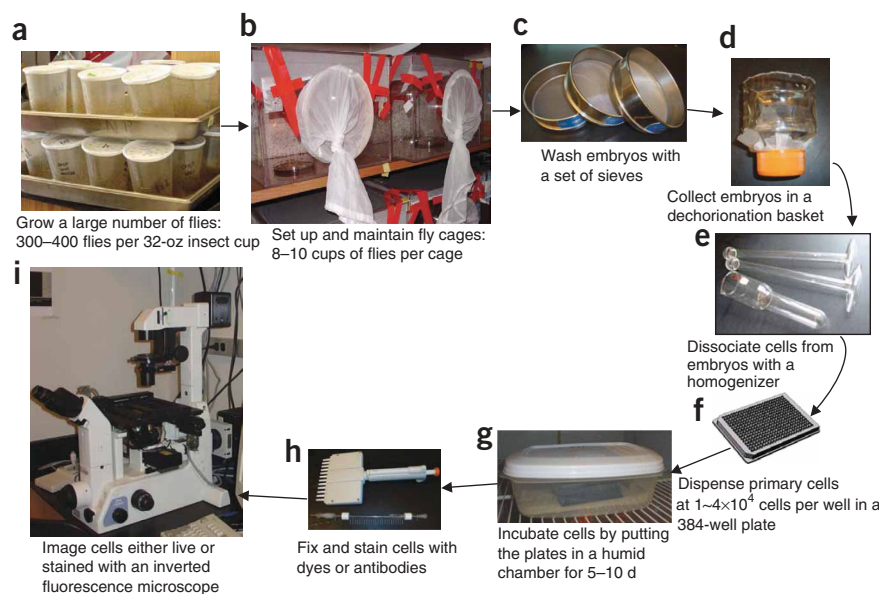 a
Grow a large number of flies:
300–400 flies per 32-oz insect cup
b
Set up and maintain fly cages:
8–10 cups of flies per cage
c
Wash embryos with
a set of sieves
d
Collect embryos in a
dechorionation basket
e
Dissociate cells from
embryos with a
homogenizer
f
Dispense primary cells
at 1~4×10⁴ cells per well in a
384-well plate
g
Incubate cells by putting
the plates in a humid
chamber for 5–10 d
h
Fix and stain cells with
dyes or antibodies
i
Image cells either live or
stained with an inverted
fluorescence microscope